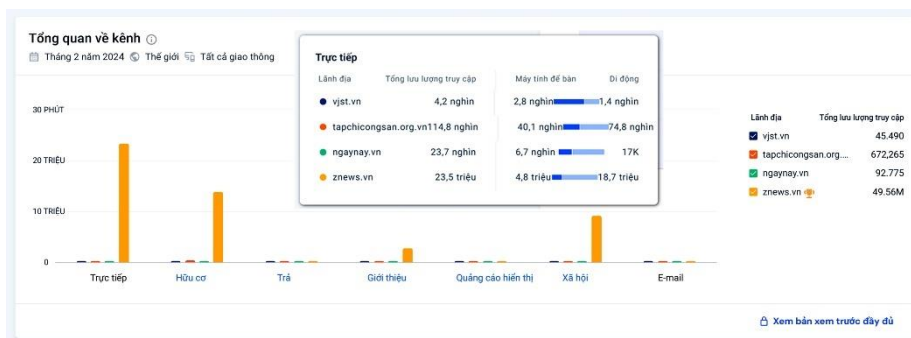 Tổng quan về kênh
Tháng 2 năm 2024 Thế giới Tất cả giao thông
Trực tiếp
Lãnh địa Tổng lưu lượng truy cập Máy tính để bàn Di động
vjst.vn 4,2 nghìn 2,8 nghìn 1,4 nghìn
tapchicongsan.org.vn 114,8 nghìn 40,1 nghìn 74,8 nghìn
ngaynay.vn 23,7 nghìn 6,7 nghìn 17K
znews.vn 23,5 triệu 4,8 triệu 18,7 triệu
30 PHÚT
20 TRIỆU
10 TRIỆU
0
Trực tiếp Hữu cơ Trả Giới thiệu Quảng cáo hiển thị Xã hội E-mail
Lãnh địa Tổng lưu lượng truy cập
vjst.vn 45.490
tapchicongsan.org.... 672,265
ngaynay.vn 92.775
znews.vn 49.56M
Xem bản xem trước đầy đủ